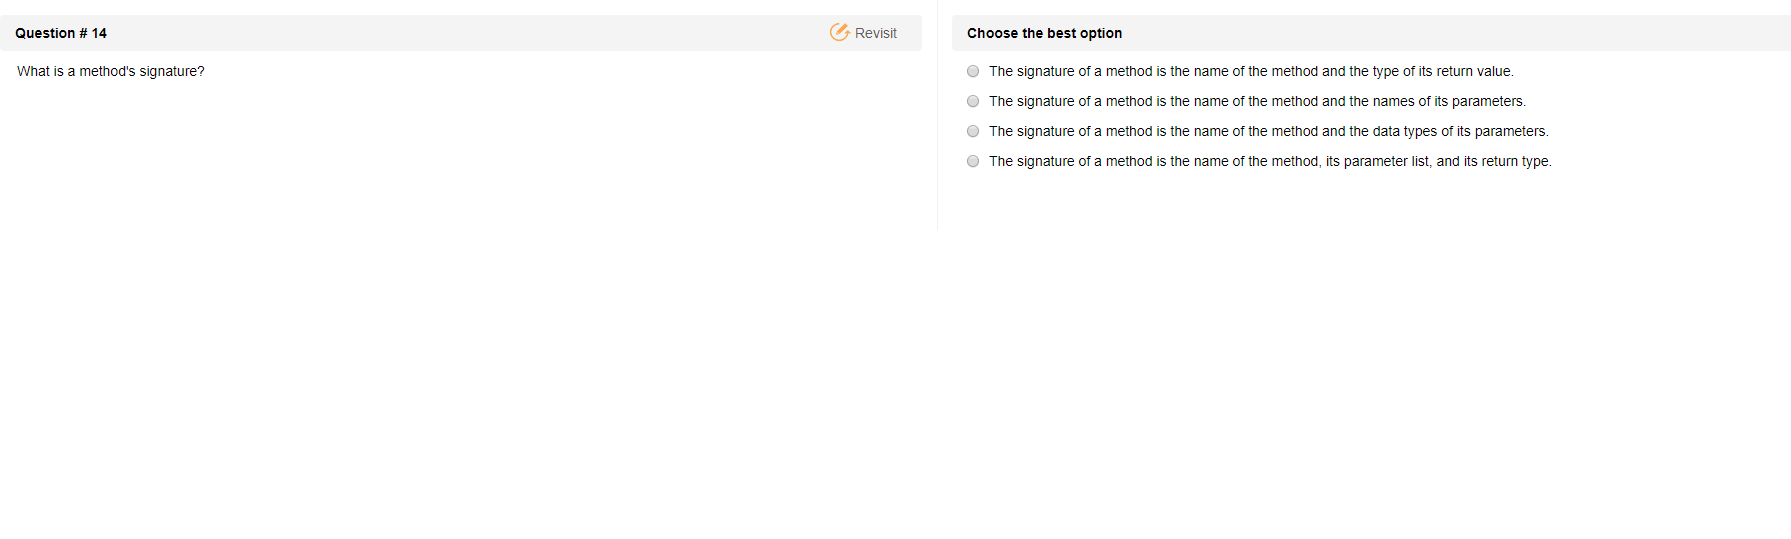 Question # 14
Revisit
What is a method's signature?
Choose the best option
The signature of a method is the name of the method and the type of its return value.
The signature of a method is the name of the method and the names of its parameters.
The signature of a method is the name of the method and the data types of its parameters.
The signature of a method is the name of the method, its parameter list, and its return type.